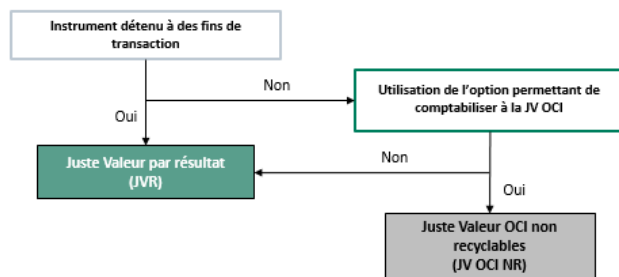 Instrument détenu à des fins de
transaction
Non
Utilisation de l'option permettant de
comptabiliser à la JV OCI
Oui
Juste Valeur par résultat
(JVR)
Non
Oui
Juste Valeur OCI non
recyclables
(JV OCI NR)